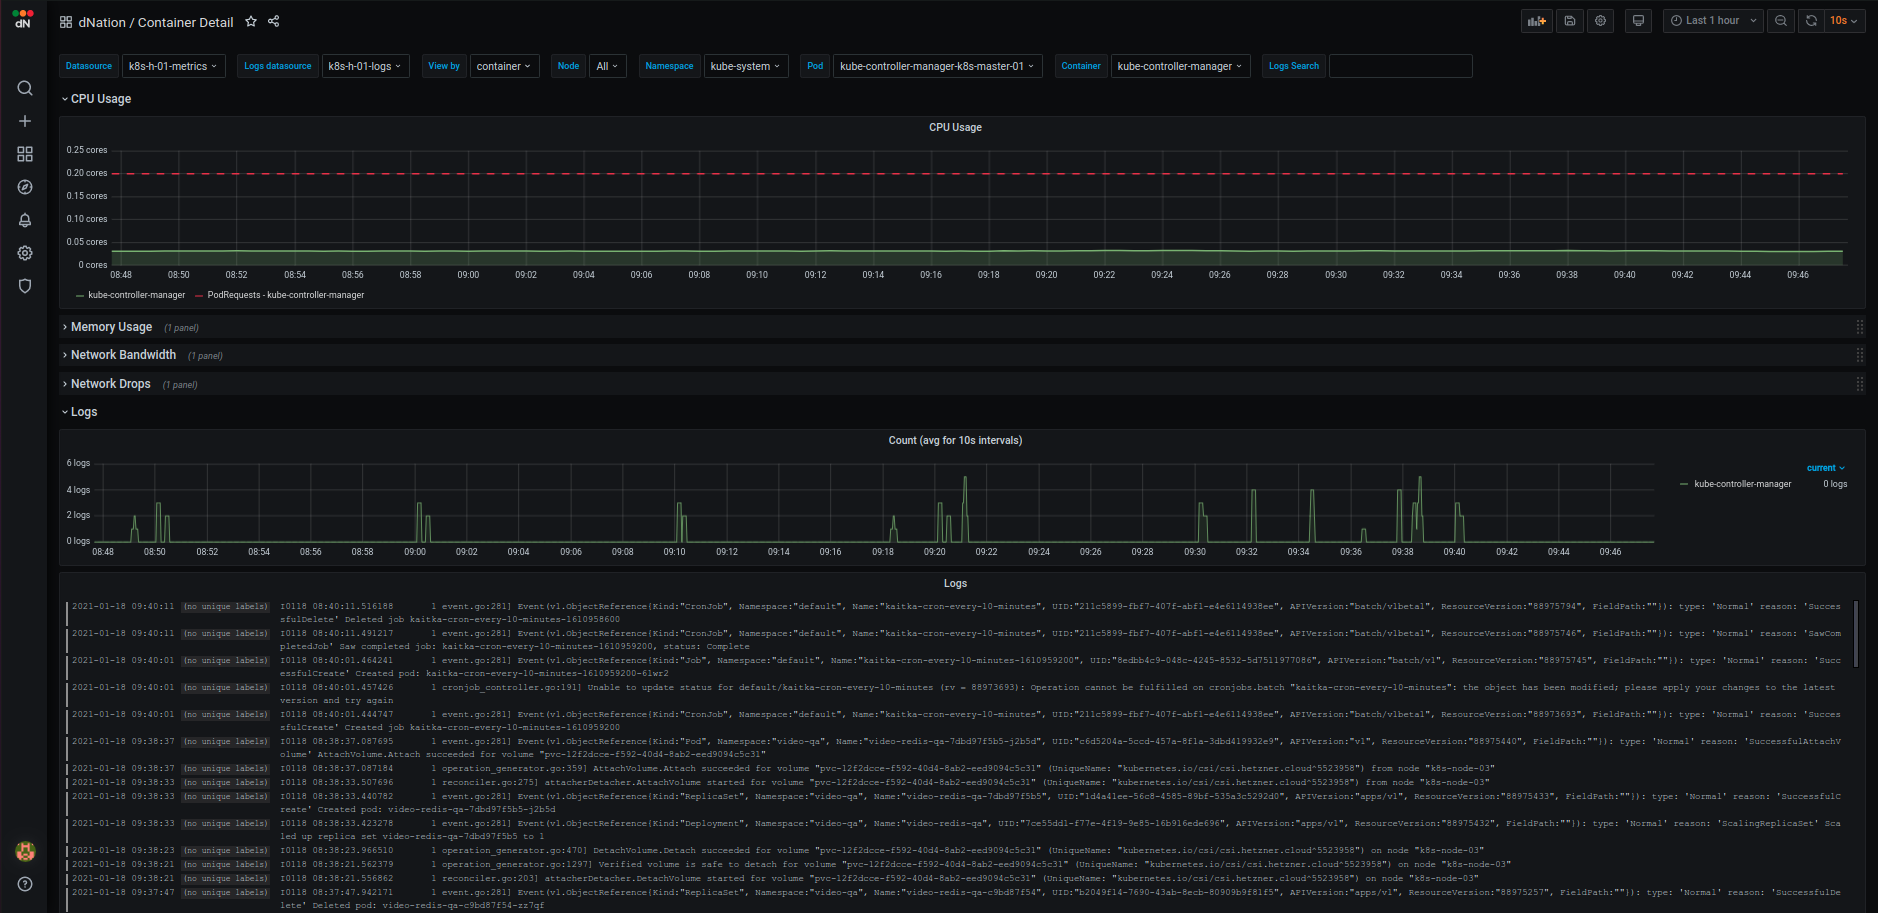 dN
dNation / Container Detail
Last 1 hour
10s
Datasource
k8s-h-01-metrics
Logs datasource
k8s-h-01-logs
View by
container
Node
All
Namespace
kube-system
Pod
kube-controller-manager-k8s-master-01
Container
kube-controller-manager
Logs Search
CPU Usage
CPU Usage
0.25 cores
0.20 cores
0.15 cores
0.10 cores
0.05 cores
0 cores
08:48 08:50 08:52 08:54 08:56 08:58 09:00 09:02 09:04 09:06 09:08 09:10 09:12 09:14 09:16 09:18 09:20 09:22 09:24 09:26 09:28 09:30 09:32 09:34 09:36 09:38 09:40 09:42 09:44 09:46
kube-controller-manager PodRequests - kube-controller-manager
Memory Usage (1 panel)
Network Bandwidth (1 panel)
Network Drops (1 panel)
Logs
Count (avg for 10s intervals)
6 logs
4 logs
2 logs
0 logs
08:48 08:50 08:52 08:54 08:56 08:58 09:00 09:02 09:04 09:06 09:08 09:10 09:12 09:14 09:16 09:18 09:20 09:22 09:24 09:26 09:28 09:30 09:32 09:34 09:36 09:38 09:40 09:42 09:44 09:46
current
kube-controller-manager 0 logs
Logs
2021-01-18 09:40:11 (no unique labels) I0118 08:40:11.516188 1 event.go:281] Event(v1.ObjectReference{Kind:"CronJob", Namespace:"default", Name:"kaitka-cron-every-10-minutes", UID:"211c5899-fbf7-407f-abf1-e4e6114938ee", APIVersion:"batch/v1beta1", ResourceVersion:"88975794", FieldPath:""}): type: 'Normal' reason: 'Succes
sfulDelete' Deleted job kaitka-cron-every-10-minutes-1610958600
2021-01-18 09:40:11 (no unique labels) I0118 08:40:11.491217 1 event.go:281] Event(v1.ObjectReference{Kind:"CronJob", Namespace:"default", Name:"kaitka-cron-every-10-minutes", UID:"211c5899-fbf7-407f-abf1-e4e6114938ee", APIVersion:"batch/v1beta1", ResourceVersion:"88975746", FieldPath:""}): type: 'Normal' reason: 'SawCom
pletedJob' Saw completed job: kaitka-cron-every-10-minutes-1610959200, status: Complete
2021-01-18 09:40:01 (no unique labels) I0118 08:40:01.464241 1 event.go:281] Event(v1.ObjectReference{Kind:"Job", Namespace:"default", Name:"kaitka-cron-every-10-minutes-1610959200", UID:"8edbb4c9-048c-4245-8532-5d7511977086", APIVersion:"batch/v1", ResourceVersion:"88975745", FieldPath:""}): type: 'Normal' reason: 'Succ
essfulCreate' Created pod: kaitka-cron-every-10-minutes-1610959200-6lwr2
2021-01-18 09:40:01 (no unique labels) I0118 08:40:01.457426 1 cronjob_controller.go:191] Unable to update status for default/kaitka-cron-every-10-minutes (rv = 88973693): Operation cannot be fulfilled on cronjobs.batch "kaitka-cron-every-10-minutes": the object has been modified; please apply your changes to the latest
version and try again
2021-01-18 09:40:01 (no unique labels) I0118 08:40:01.444747 1 event.go:281] Event(v1.ObjectReference{Kind:"CronJob", Namespace:"default", Name:"kaitka-cron-every-10-minutes", UID:"211c5899-fbf7-407f-abf1-e4e6114938ee", APIVersion:"batch/v1beta1", ResourceVersion:"88973693", FieldPath:""}): type: 'Normal' reason: 'Succes
sfulCreate' Created job kaitka-cron-every-10-minutes-1610959200
2021-01-18 09:38:37 (no unique labels) I0118 08:38:37.087695 1 event.go:281] Event(v1.ObjectReference{Kind:"Pod", Namespace:"video-qa", Name:"video-redis-qa-7dbd97f5b5-j2b5d", UID:"c6d5204a-5ccd-457a-8f1a-3dbd419932e9", APIVersion:"v1", ResourceVersion:"88975440", FieldPath:""}): type: 'Normal' reason: 'SuccessfulAttachV
olume' AttachVolume.Attach succeeded for volume "pvc-12f2dcce-f592-40d4-8ab2-eed9094c5c31"
2021-01-18 09:38:37 (no unique labels) I0118 08:38:37.087184 1 operation_generator.go:359] AttachVolume.Attach succeeded for volume "pvc-12f2dcce-f592-40d4-8ab2-eed9094c5c31" (UniqueName: "kubernetes.io/csi/csi.hetzner.cloud^5523958") from node "k8s-node-03"
2021-01-18 09:38:33 (no unique labels) I0118 08:38:33.507696 1 reconciler.go:275] attacherDetacher.AttachVolume started for volume "pvc-12f2dcce-f592-40d4-8ab2-eed9094c5c31" (UniqueName: "kubernetes.io/csi/csi.hetzner.cloud^5523958") from node "k8s-node-03"
2021-01-18 09:38:33 (no unique labels) I0118 08:38:33.440782 1 event.go:281] Event(v1.ObjectReference{Kind:"ReplicaSet", Namespace:"video-qa", Name:"video-redis-qa-7dbd97f5b5", UID:"1d4a41ee-56c8-4585-89bf-535a3c5292d0", APIVersion:"apps/v1", ResourceVersion:"88975433", FieldPath:""}): type: 'Normal' reason: 'SuccessfulC
reate' Created pod: video-redis-qa-7dbd97f5b5-j2b5d
2021-01-18 09:38:33 (no unique labels) I0118 08:38:33.423278 1 event.go:281] Event(v1.ObjectReference{Kind:"Deployment", Namespace:"video-qa", Name:"video-redis-qa", UID:"7ce55dd1-f77e-4f19-9e85-16b916ede696", APIVersion:"apps/v1", ResourceVersion:"88975432", FieldPath:""}): type: 'Normal' reason: 'ScalingReplicaSet' Sca
led up replica set video-redis-qa-7dbd97f5b5 to 1
2021-01-18 09:38:23 (no unique labels) I0118 08:38:23.966510 1 operation_generator.go:470] DetachVolume.Detach succeeded for volume "pvc-12f2dcce-f592-40d4-8ab2-eed9094c5c31" (UniqueName: "kubernetes.io/csi/csi.hetzner.cloud^5523958") on node "k8s-node-03"
2021-01-18 09:38:21 (no unique labels) I0118 08:38:21.562379 1 operation_generator.go:1297] Verified volume is safe to detach for volume "pvc-12f2dcce-f592-40d4-8ab2-eed9094c5c31" (UniqueName: "kubernetes.io/csi/csi.hetzner.cloud^5523958") on node "k8s-node-03"
2021-01-18 09:38:21 (no unique labels) I0118 08:38:21.556862 1 reconciler.go:203] attacherDetacher.DetachVolume started for volume "pvc-12f2dcce-f592-40d4-8ab2-eed9094c5c31" (UniqueName: "kubernetes.io/csi/csi.hetzner.cloud^5523958") on node "k8s-node-03"
2021-01-18 09:37:47 (no unique labels) I0118 08:37:47.942171 1 event.go:281] Event(v1.ObjectReference{Kind:"ReplicaSet", Namespace:"video-qa", Name:"video-redis-qa-c9bd87f54", UID:"b2049f14-7690-43ab-8ecb-80909b9f81f5", APIVersion:"apps/v1", ResourceVersion:"88975257", FieldPath:""}): type: 'Normal' reason: 'SuccessfulDe
lete' Deleted pod: video-redis-qa-c9bd87f54-zz7qf